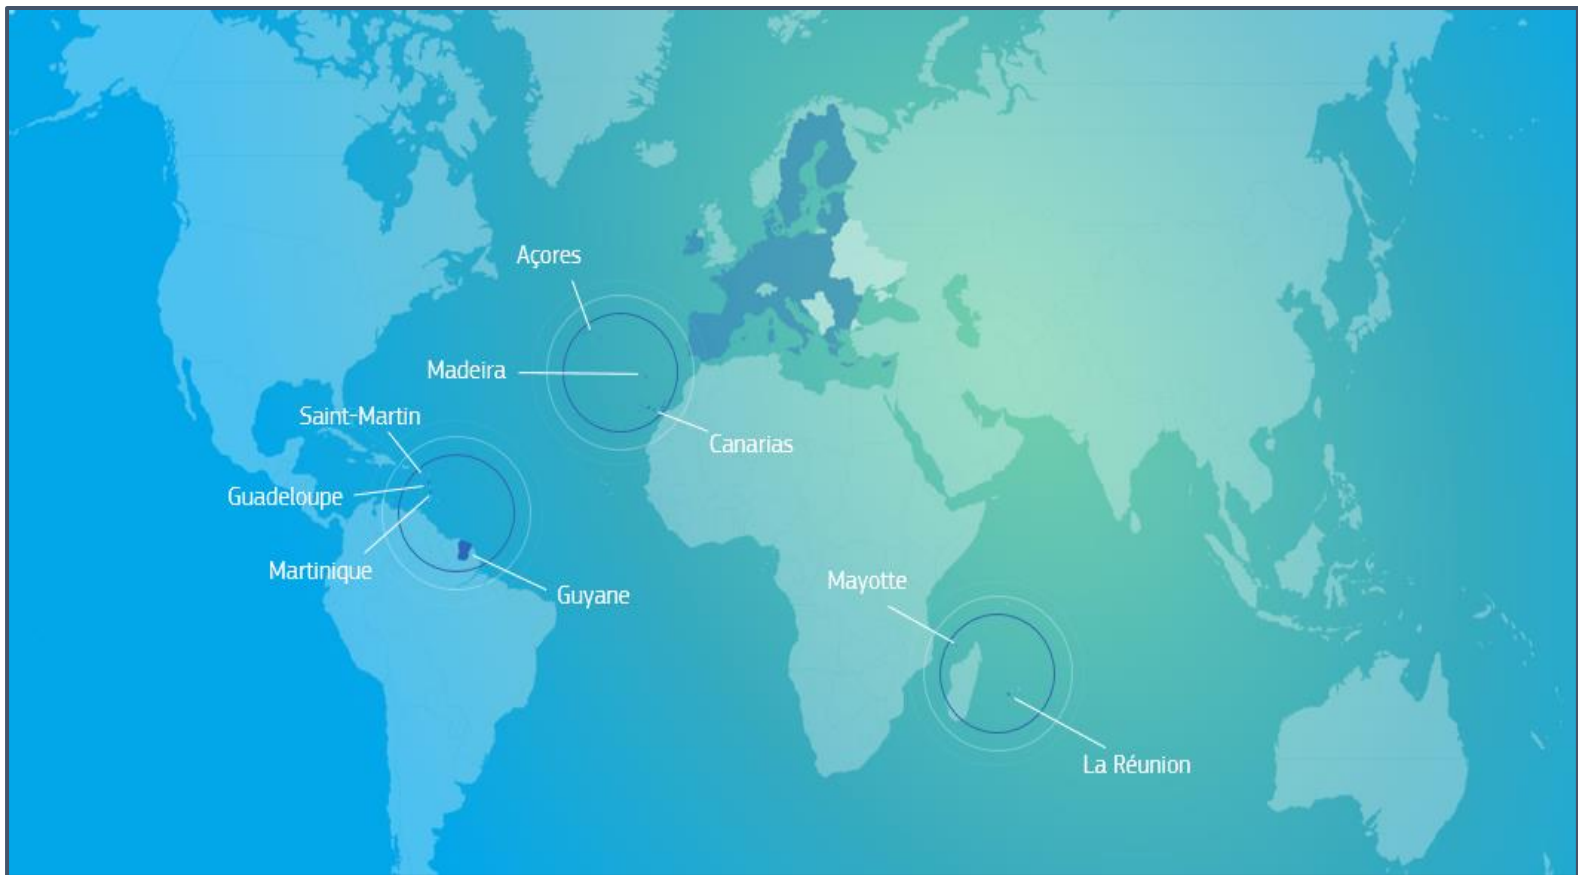 Açores
Madeira
Saint-Martin
Canarias
Guadeloupe
Martinique
Mayotte
Guyane
La Réunion